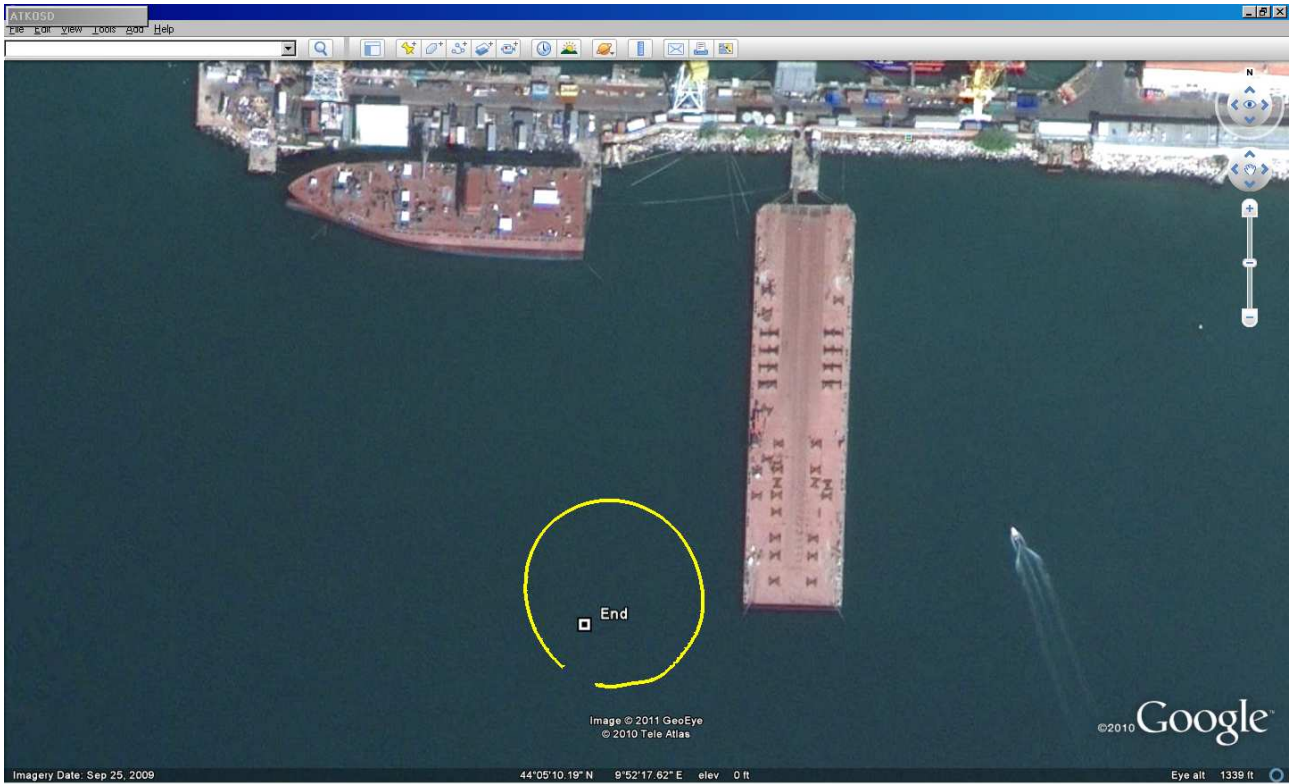 ATKOSD
File Edit View Tools Add Help
N
End
Image © 2011 GeoEye
© 2010 Tele Atlas
©2010 Google™
Imagery Date: Sep 25, 2009 44°05'10.19" N 9°52'17.62" E elev 0 ft Eye alt 1339 ft